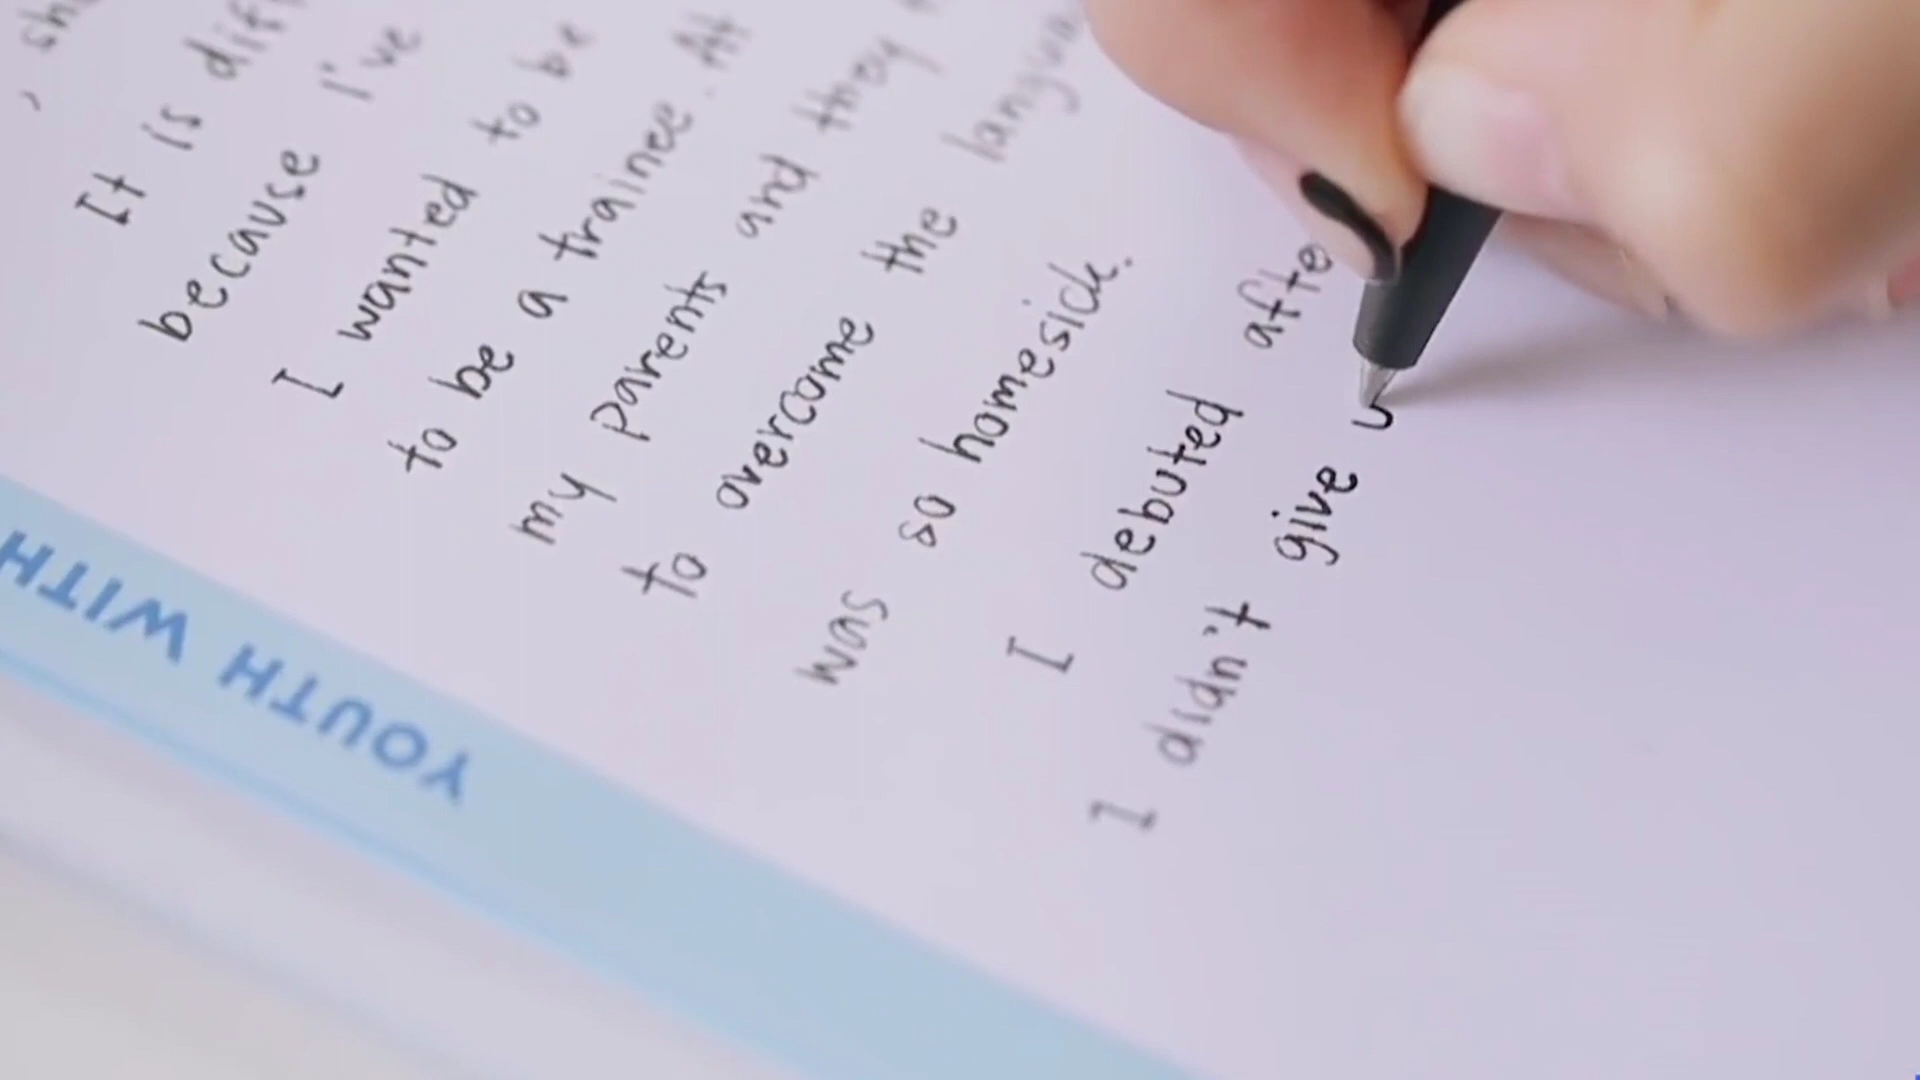 It is
because I've
I wanted to be
to be a trainee. At
my parents and they
to overcome the
was so homesick.
I debuted afte
I didn't give u
YOUTH WITH